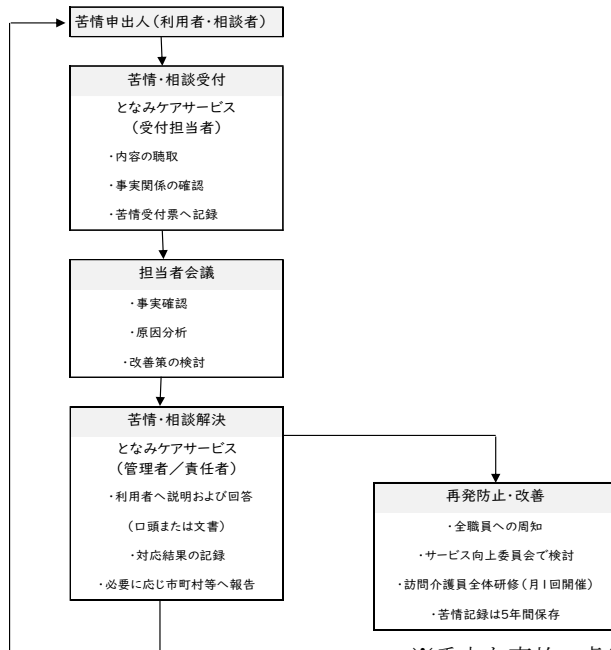 苦情申出人(利用者・相談者)
苦情・相談受付
となみケアサービス
(受付担当者)
・内容の聴取
・事実関係の確認
・苦情受付票へ記録
担当者会議
・事実確認
・原因分析
・改善策の検討
苦情・相談解決
となみケアサービス
(管理者/責任者)
・利用者へ説明および回答
(口頭または文書)
・対応結果の記録
・必要に応じ市町村等へ報告
再発防止・改善
・全職員への周知
・サービス向上委員会で検討
・訪問介護員全体研修(月1回開催)
・苦情記録は5年間保存